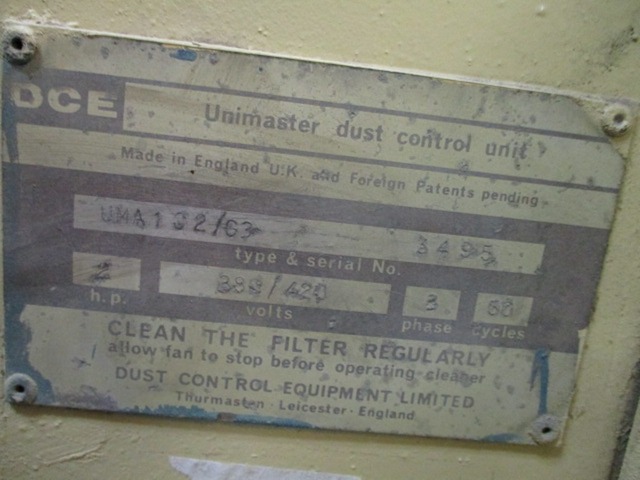 DCE
Unimaster dust control unit
Made in England U.K. and Foreign Patents pending
3495
type & serial No.
2
3
h.p.
volts
phase
cycles
CLEAN THE FILTER REGULARLY
allow fan to stop before operating cleaner
DUST CONTROL EQUIPMENT LIMITED
Thurmaston · Leicester · England